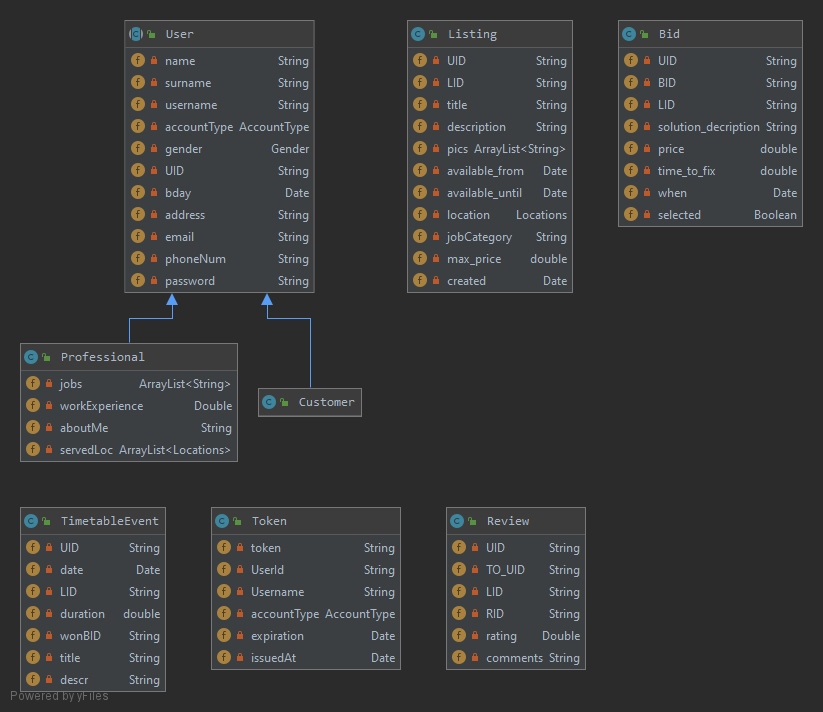 User
name String
surname String
username String
accountType AccountType
gender Gender
UID String
bday Date
address String
email String
phoneNum String
password String
Listing
UID String
LID String
title String
description String
pics ArrayList<String>
available_from Date
available_until Date
location Locations
jobCategory String
max_price double
created Date
Bid
UID String
BID String
LID String
solution_decription String
price double
time_to_fix double
when Date
selected Boolean
Professional
jobs ArrayList<String>
workExperience Double
aboutMe String
servedLoc ArrayList<Locations>
Customer
TimetableEvent
UID String
date Date
LID String
duration double
wonBID String
title String
descr String
Token
token String
UserId String
Username String
accountType AccountType
expiration Date
issuedAt Date
Review
UID String
TO_UID String
LID String
RID String
rating Double
comments String
Powered by yFiles